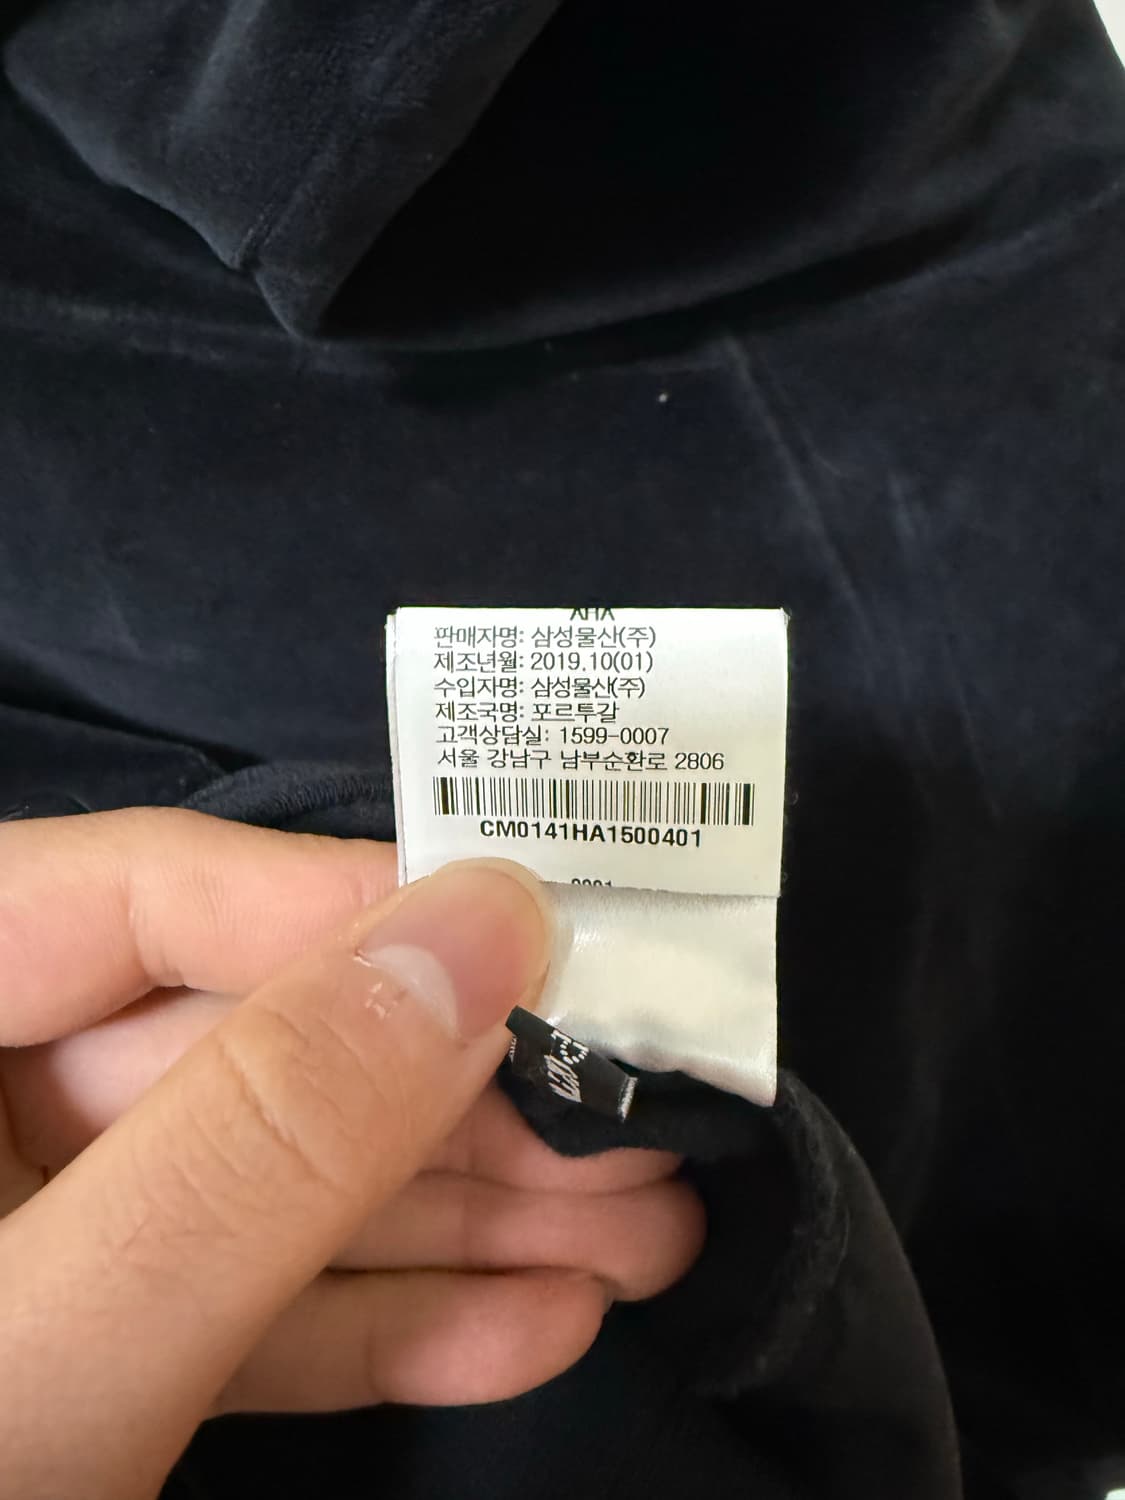 판매자명: 삼성물산(주)
제조년월: 2019.10(01)
수입자명: 삼성물산(주)
제조국명: 포르투갈
고객상담실: 1599-0007
서울 강남구 남부순환로 2806
CM0141HA1500401